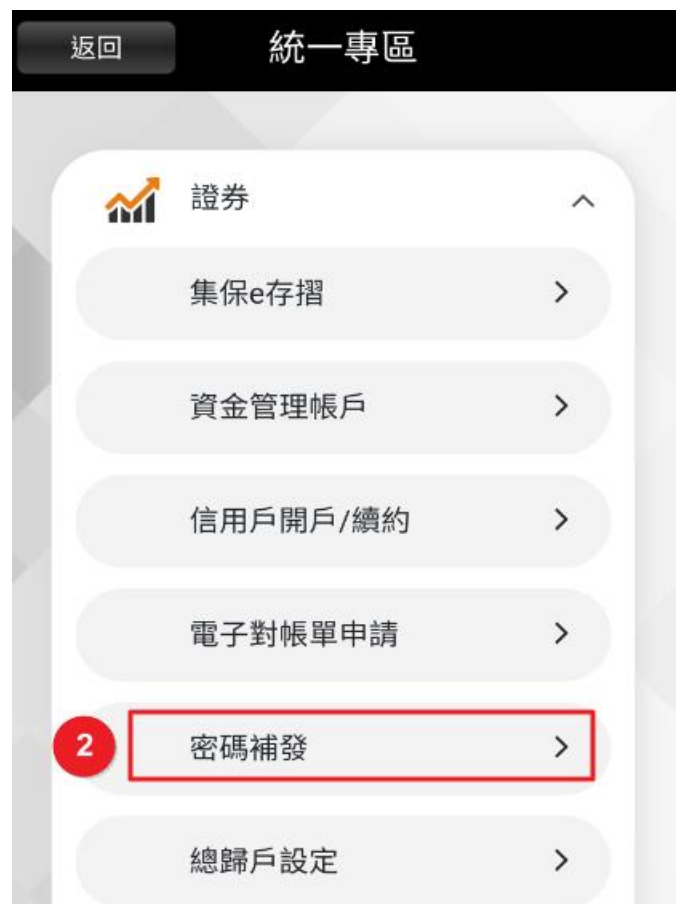 返回
統一專區
證券
集保e存摺
資金管理帳戶
信用戶開戶/續約
電子對帳單申請
2
密碼補發
總歸戶設定